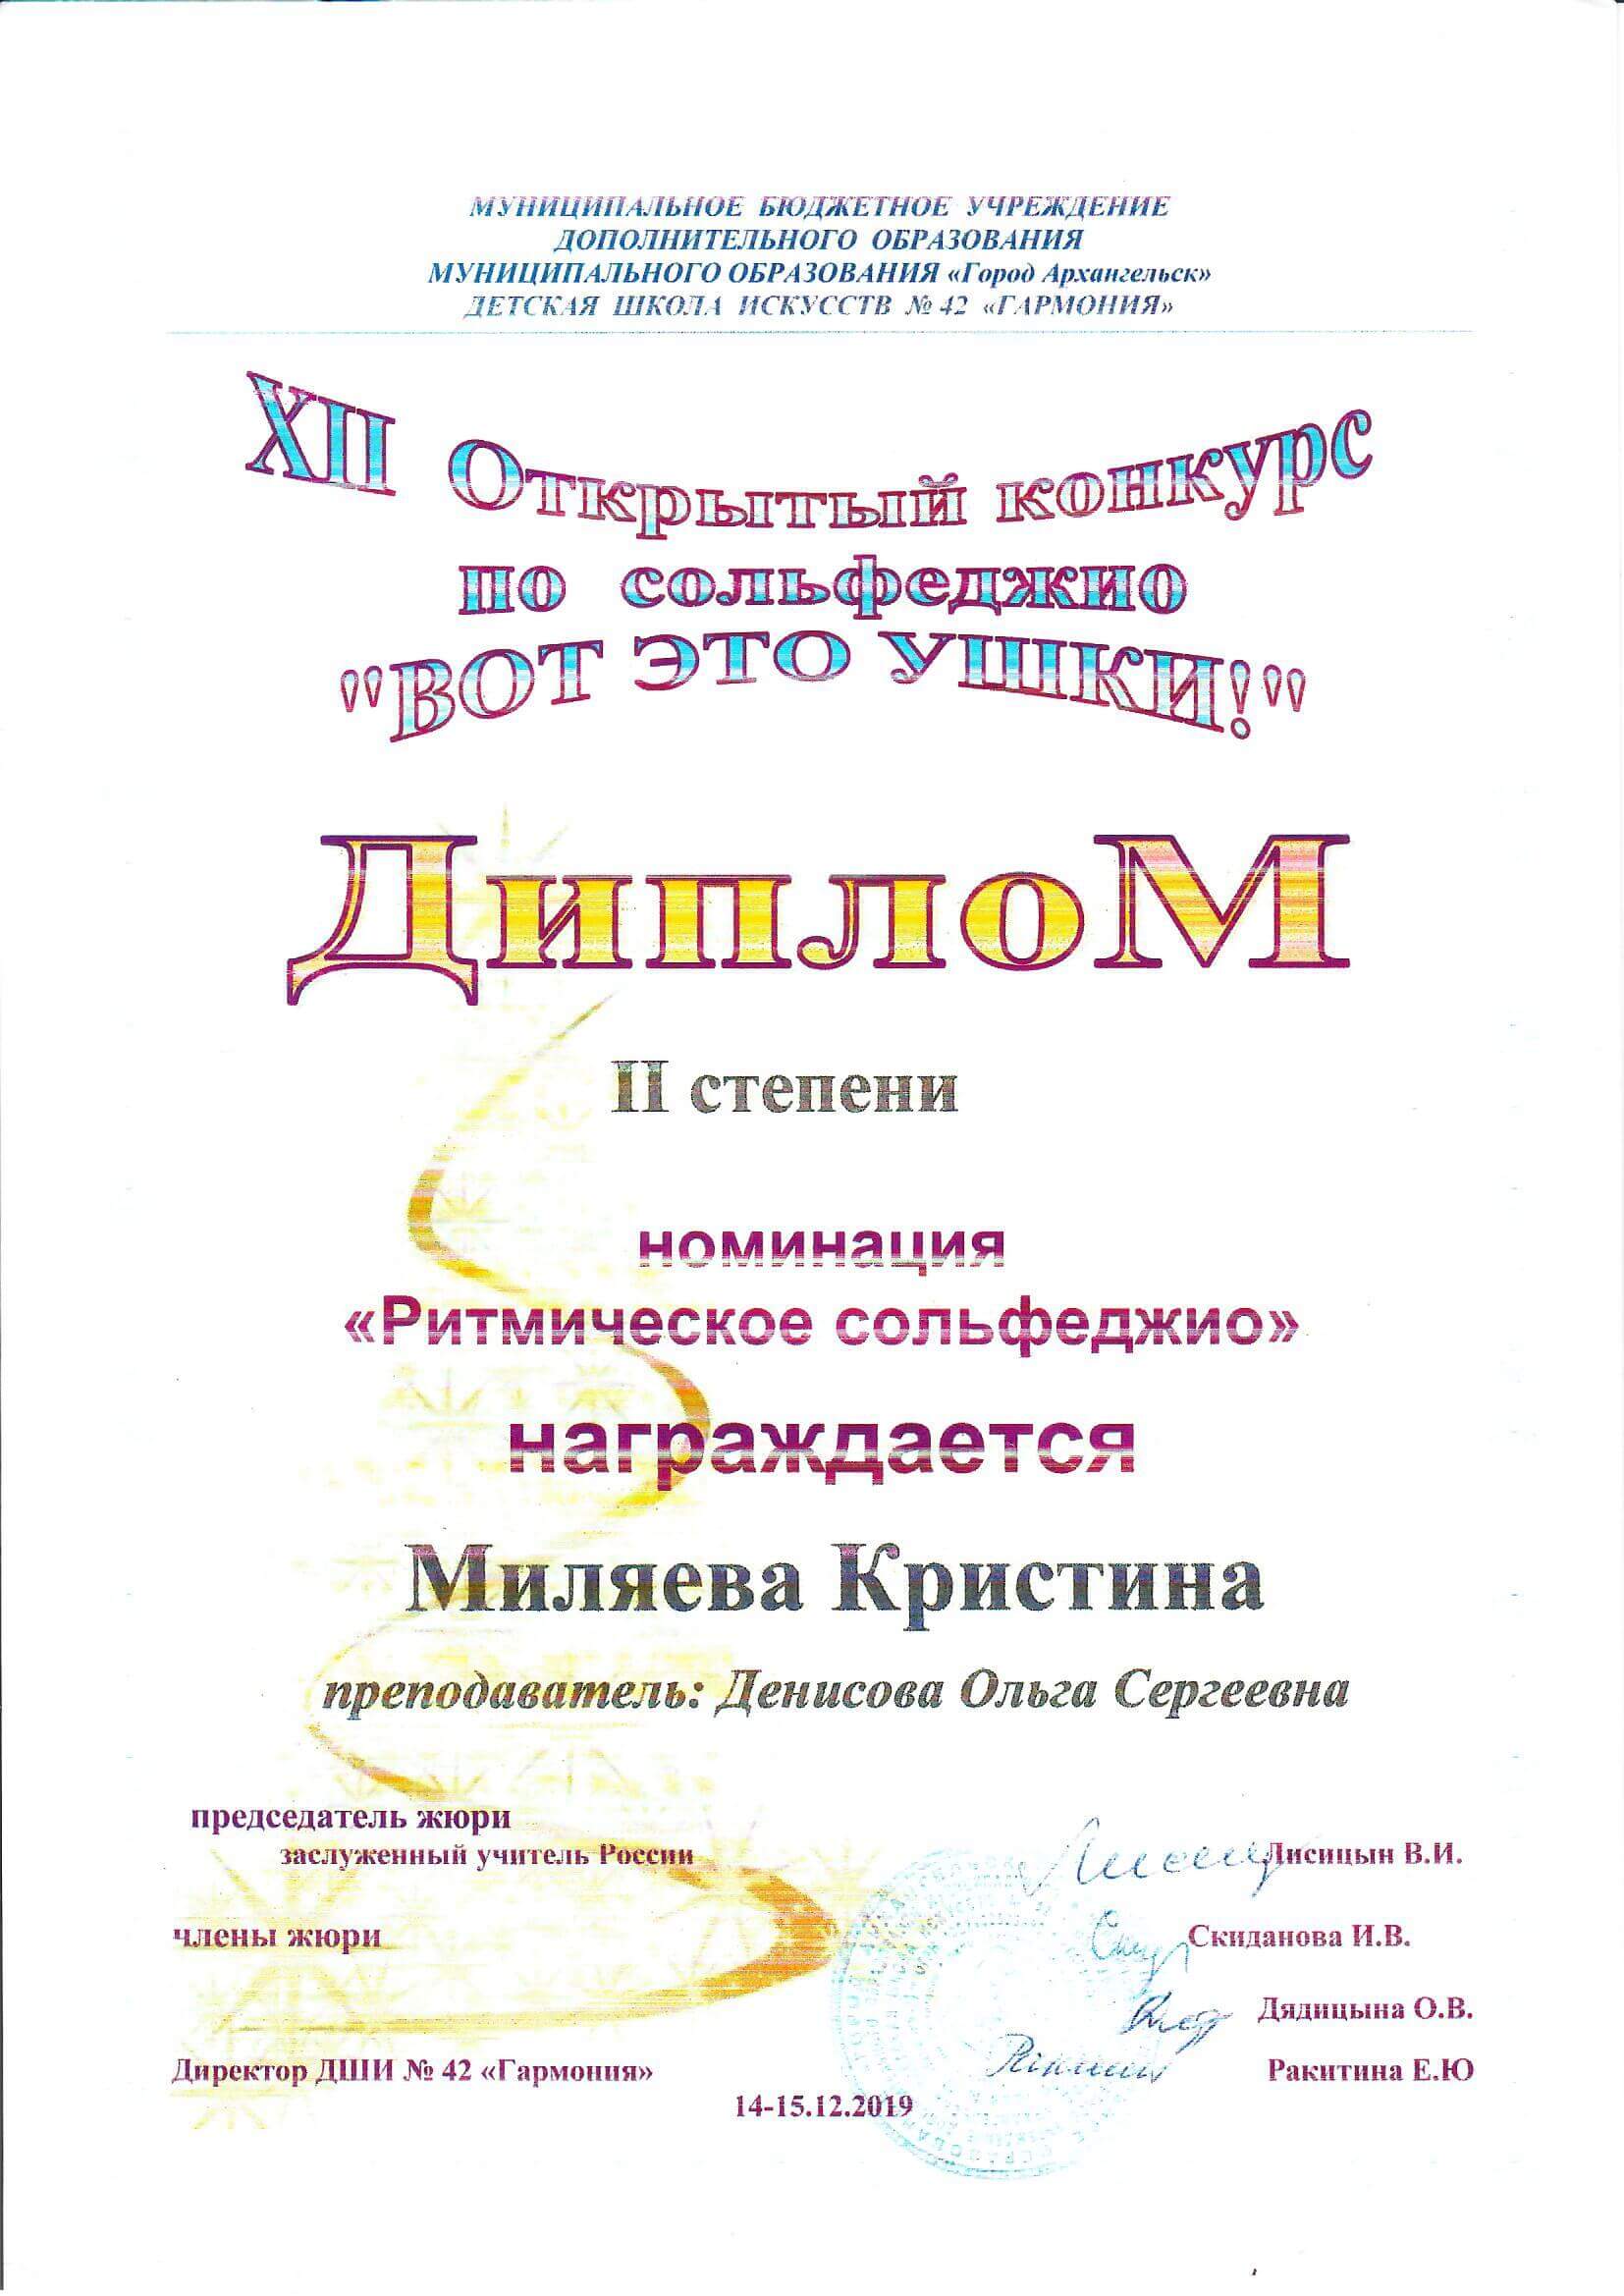 МУНИЦИПАЛЬНОЕ БЮДЖЕТНОЕ УЧРЕЖДЕНИЕ
ДОПОЛНИТЕЛЬНОГО ОБРАЗОВАНИЯ
МУНИЦИПАЛЬНОГО ОБРАЗОВАНИЯ «Город Архангельск»
ДЕТСКАЯ ШКОЛА ИСКУССТВ № 42 «ГАРМОНИЯ»
XII Открытый конкурс
по сольфеджио
"ВОТ ЭТО УШКИ!"
ДиплоМ
II степени
номинация
«Ритмическое сольфеджио»
награждается
Миляева Кристина
преподаватель: Денисова Ольга Сергеевна
председатель жюри
заслуженный учитель России Лисицын В.И.
члены жюри Скиданова И.В.
Дядицына О.В.
Директор ДШИ № 42 «Гармония» Ракитина Е.Ю
14-15.12.2019